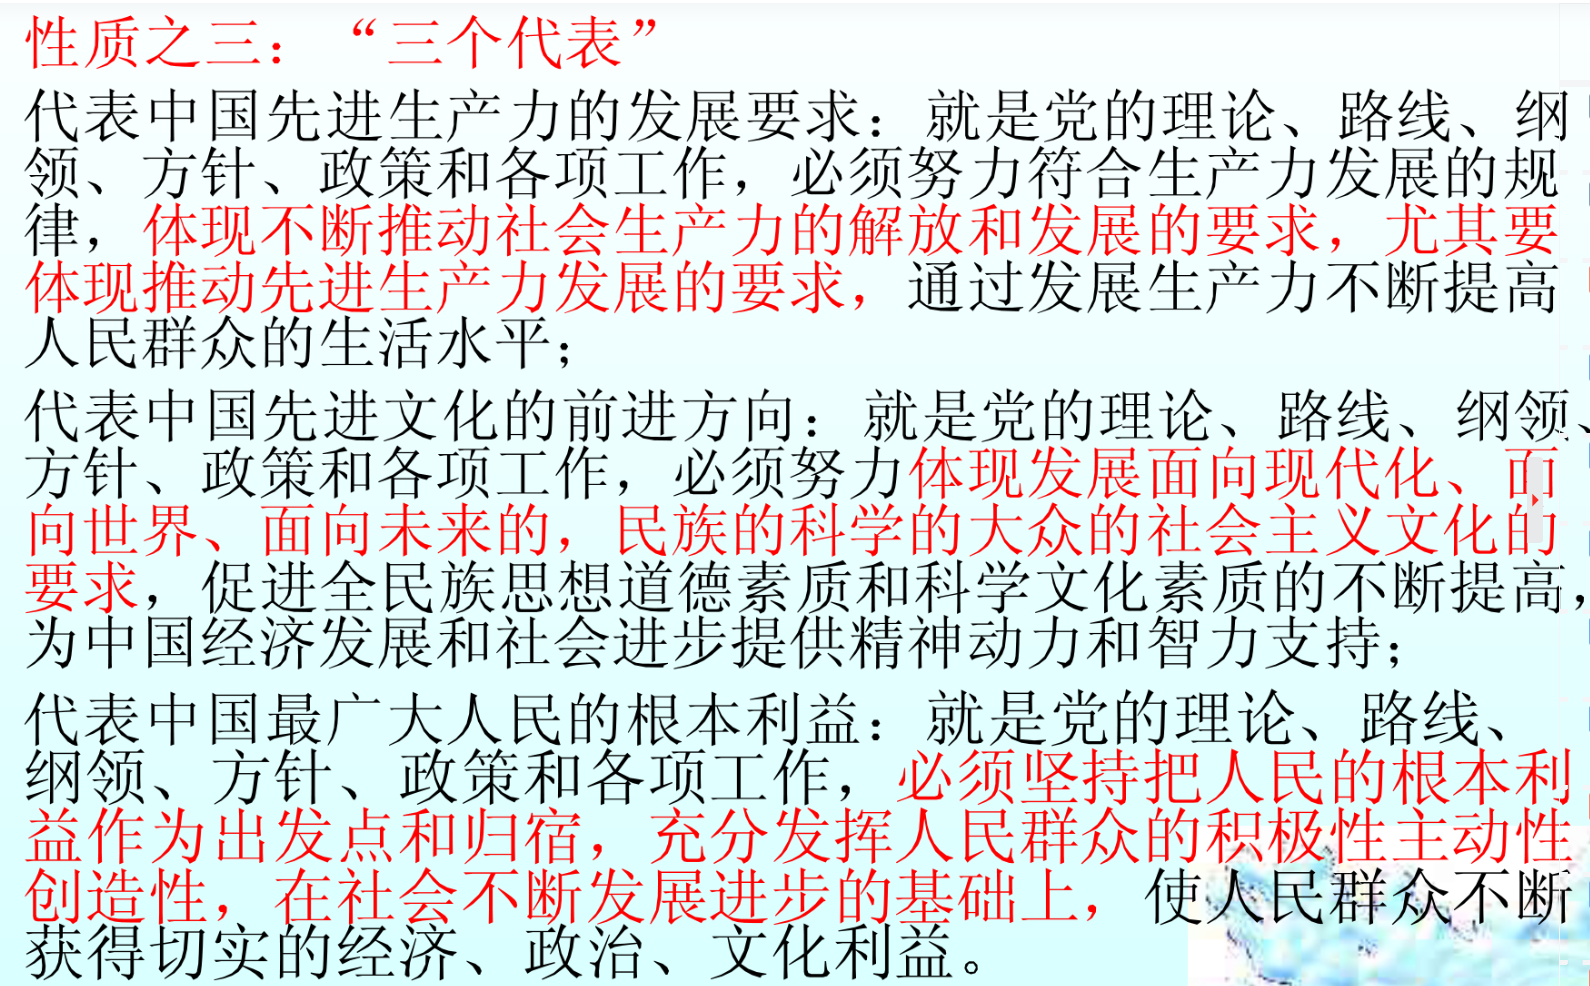 性质之三：“三个代表”
代表中国先进生产力的发展要求：就是党的理论、路线、纲
领、方针、政策和各项工作，必须努力符合生产力发展的规
律，体现不断推动社会生产力的解放和发展的要求，尤其要
体现推动先进生产力发展的要求，通过发展生产力不断提高
人民群众的生活水平；
代表中国先进文化的前进方向：就是党的理论、路线、纲领、
方针、政策和各项工作，必须努力体现发展面向现代化、面
向世界、面向未来的，民族的科学的大众的社会主义文化的
要求，促进全民族思想道德素质和科学文化素质的不断提高，
为中国经济发展和社会进步提供精神动力和智力支持；
代表中国最广大人民的根本利益：就是党的理论、路线、
纲领、方针、政策和各项工作，必须坚持把人民的根本利
益作为出发点和归宿，充分发挥人民群众的积极性主动性
创造性，在社会不断发展进步的基础上，使人民群众不断
获得切实的经济、政治、文化利益。